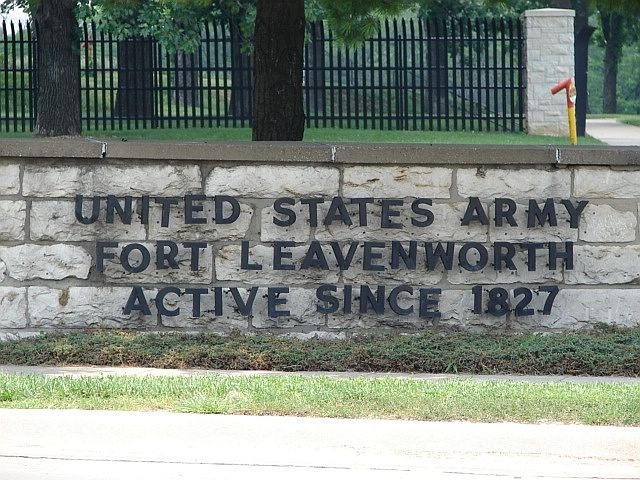 UNITED STATES ARMY
FORT LEAVENWORTH
ACTIVE SINCE 1827